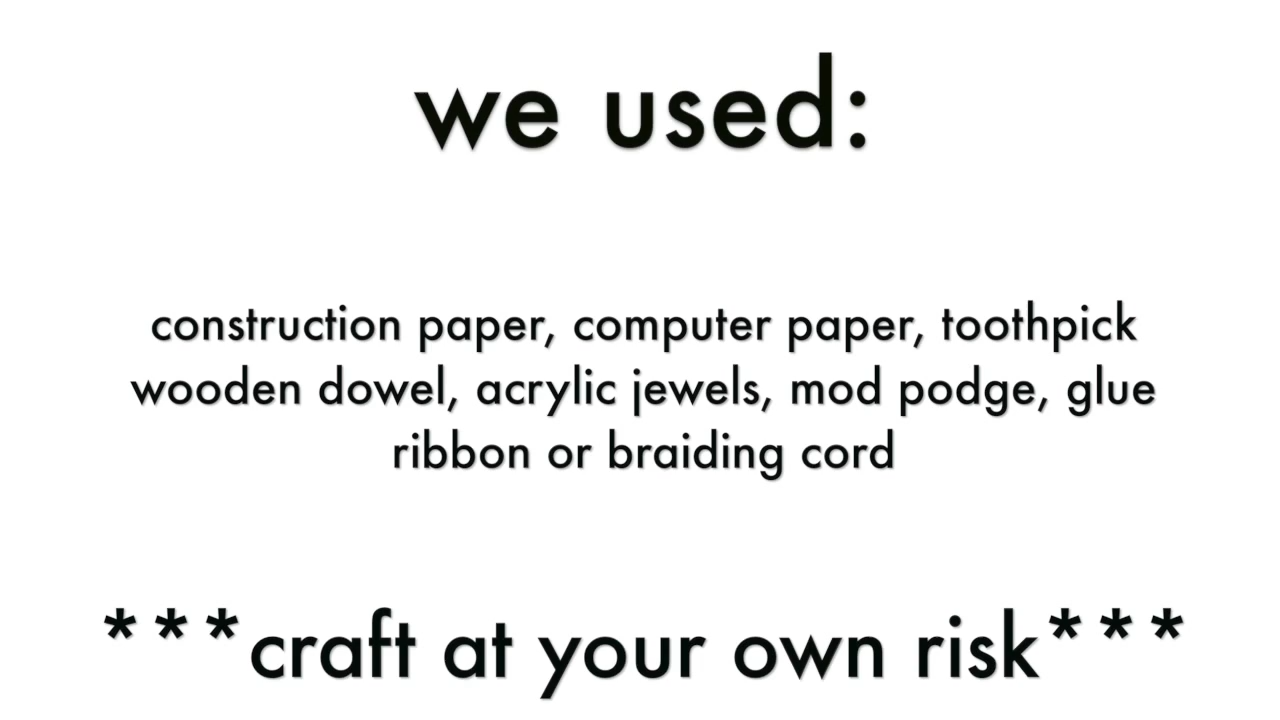 we used:
construction paper, computer paper, toothpick
wooden dowel, acrylic jewels, mod podge, glue
ribbon or braiding cord
***craft at your own risk***